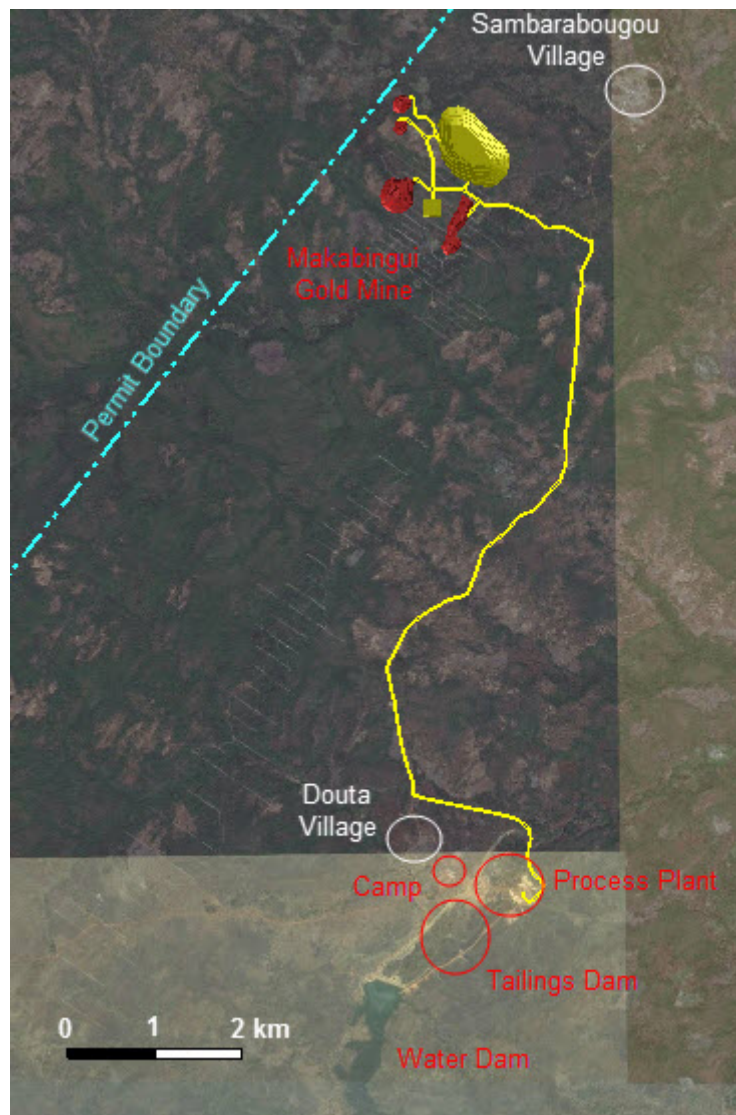 Sambarabougou
Village
Makabingui
Gold Mine
Permit Boundary
Douta
Village
Camp
Process Plant
Tailings Dam
0 1 2 km
Water Dam